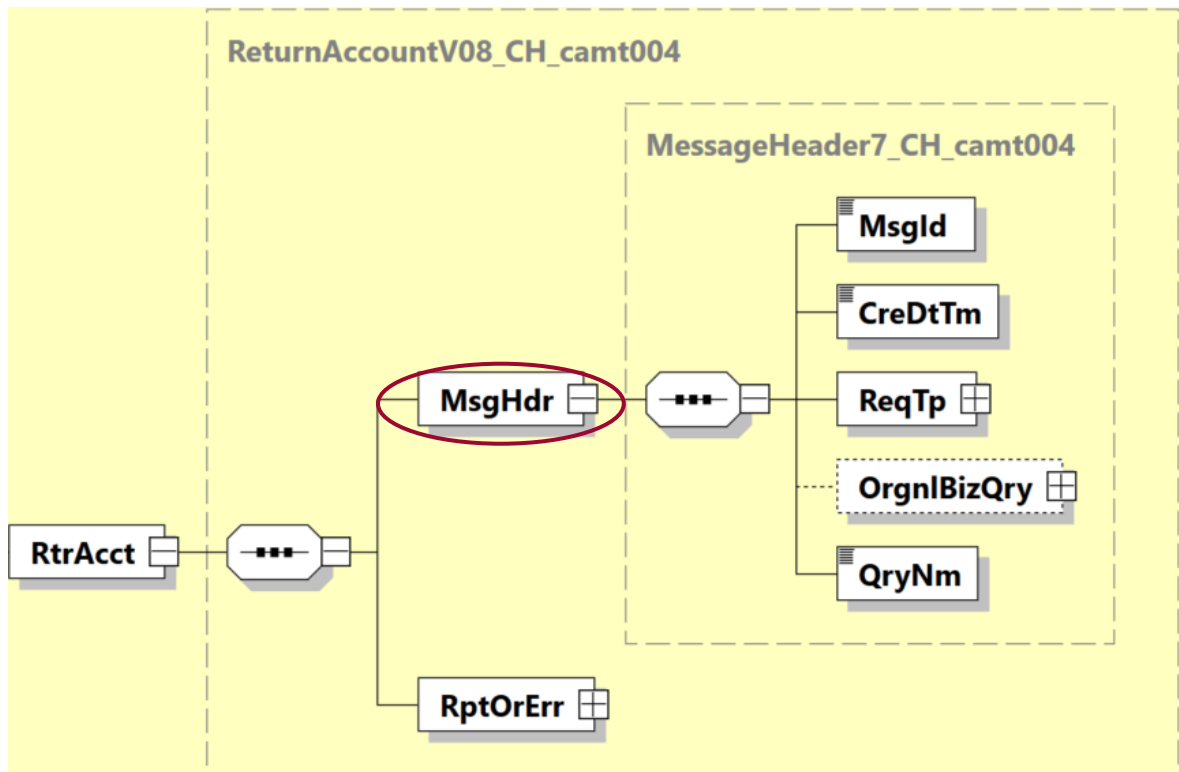 ReturnAccountV08_CH_camt004
MessageHeader7_CH_camt004
MsgId
CreDtTm
MsgHdr
ReqTp
OrgnlBizQry
RtrAcct
QryNm
RptOrErr